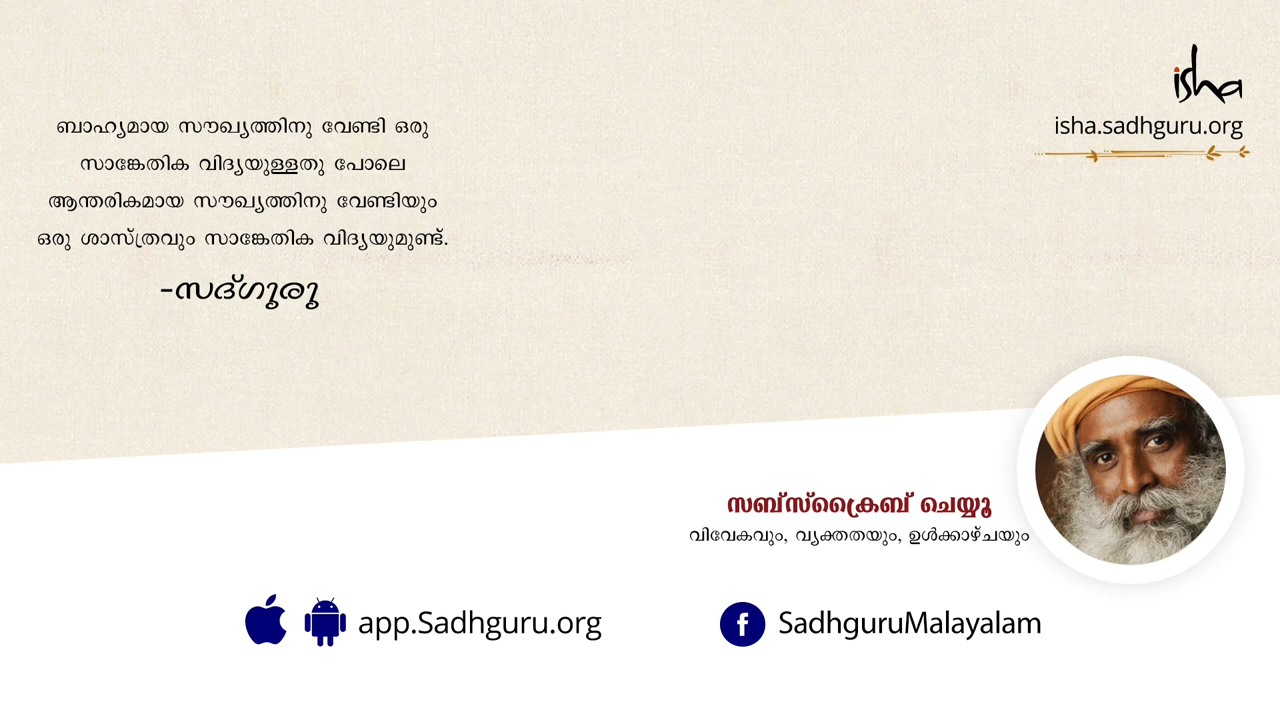 isha
isha.sadhguru.org
ബാഹ്യമായ സൗഖ്യത്തിനു വേണ്ടി ഒരു
സാങ്കേതിക വിദ്യയുള്ളതു പോലെ
ആന്തരികമായ സൗഖ്യത്തിനു വേണ്ടിയും
ഒരു ശാസ്ത്രവും സാങ്കേതിക വിദ്യയുമുണ്ട്.
-സദ്ഗുരു
സബ്സ്ക്രൈബ് ചെയ്യൂ
വിവേകവും, വ്യക്തതയും, ഉൾക്കാഴ്ചയും
app.Sadhguru.org
SadhguruMalayalam